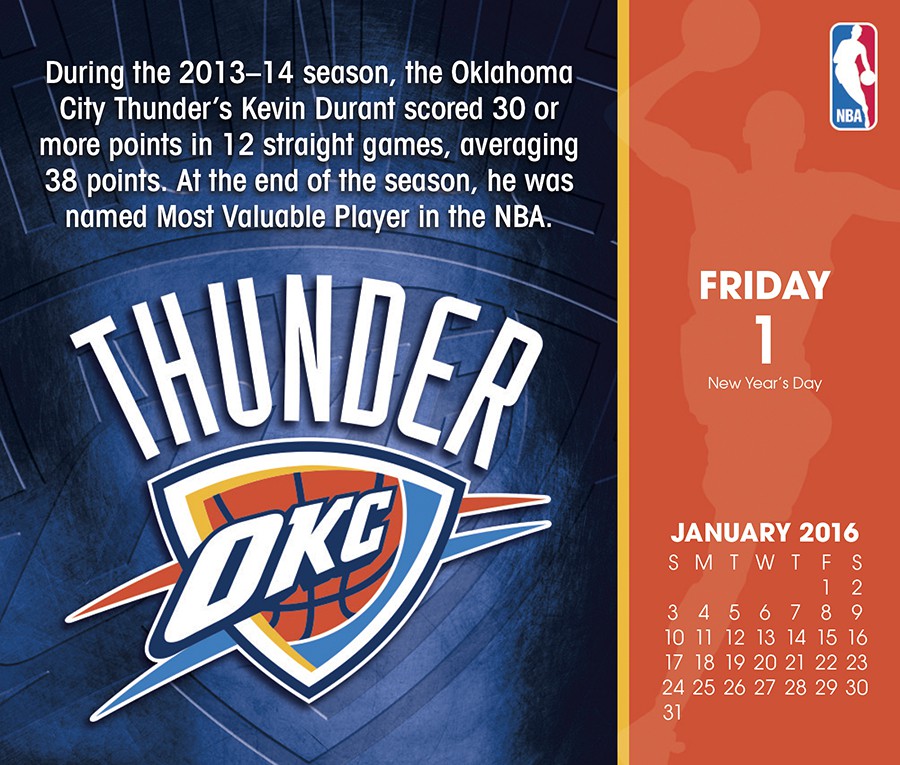 During the 2013–14 season, the Oklahoma
City Thunder's Kevin Durant scored 30 or
more points in 12 straight games, averaging
38 points. At the end of the season, he was
named Most Valuable Player in the NBA.
THUNDER
OKC
NBA
FRIDAY
1
New Year's Day
JANUARY 2016
S M T W T F S
1 2
3 4 5 6 7 8 9
10 11 12 13 14 15 16
17 18 19 20 21 22 23
24 25 26 27 28 29 30
31